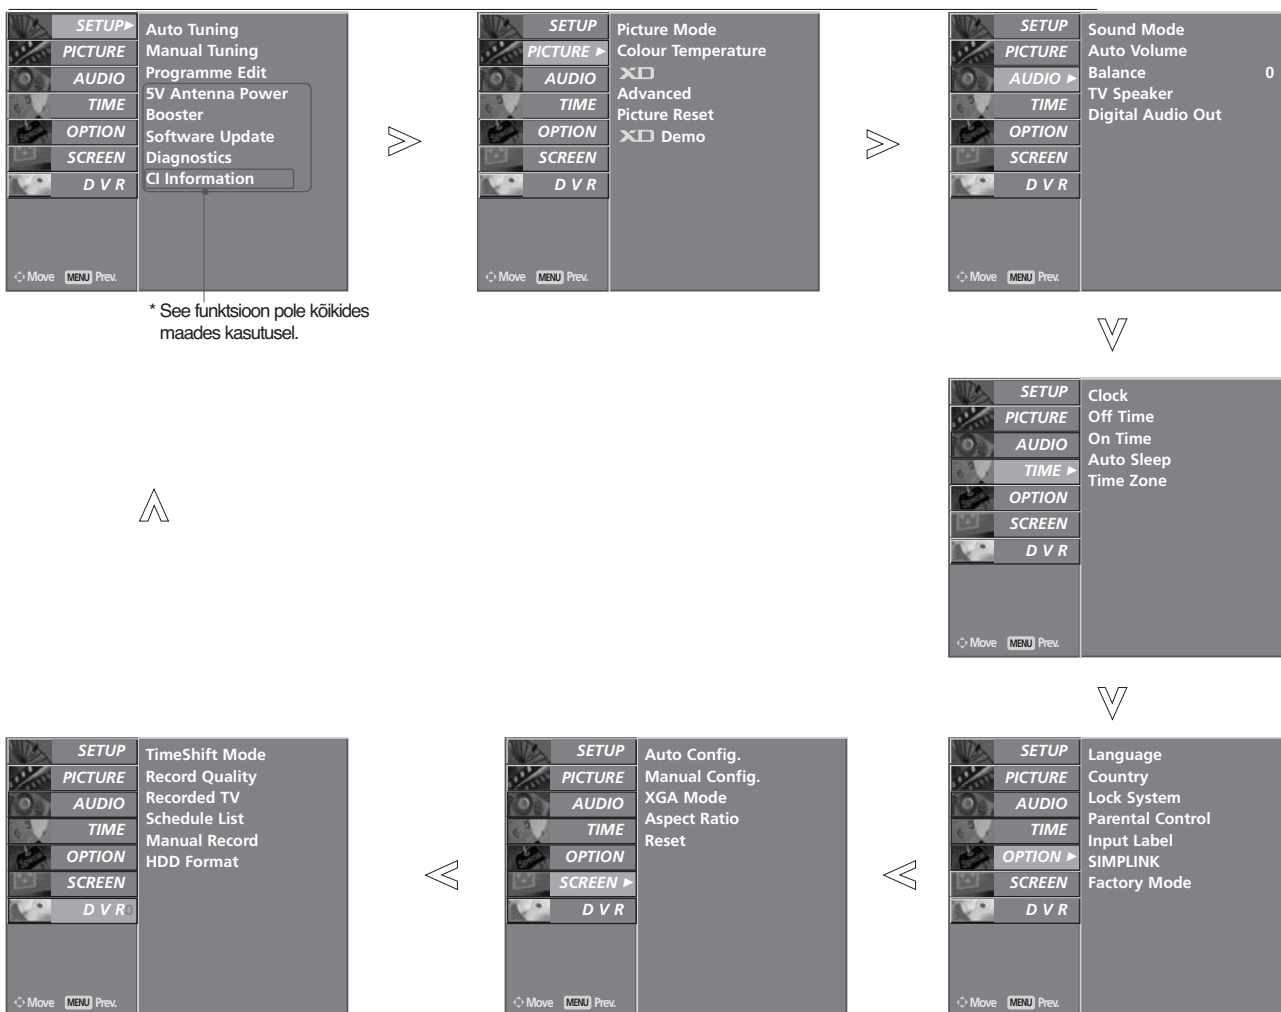 SETUP
PICTURE
AUDIO
TIME
OPTION
SCREEN
D V R
Auto Tuning
Manual Tuning
Programme Edit
5V Antenna Power
Booster
Software Update
Diagnostics
CI Information
Move MENU Prev.
* See funktsioon pole kõikides
maades kasutusel.
SETUP
PICTURE
AUDIO
TIME
OPTION
SCREEN
D V R
Picture Mode
Colour Temperature
XD
Advanced
Picture Reset
XD Demo
Move MENU Prev.
SETUP
PICTURE
AUDIO
TIME
OPTION
SCREEN
D V R
Sound Mode
Auto Volume
Balance 0
TV Speaker
Digital Audio Out
Move MENU Prev.
SETUP
PICTURE
AUDIO
TIME
OPTION
SCREEN
D V R
Clock
Off Time
On Time
Auto Sleep
Time Zone
Move MENU Prev.
SETUP
PICTURE
AUDIO
TIME
OPTION
SCREEN
D V R
Language
Country
Lock System
Parental Control
Input Label
SIMPLINK
Factory Mode
Move MENU Prev.
SETUP
PICTURE
AUDIO
TIME
OPTION
SCREEN
D V R
Auto Config.
Manual Config.
XGA Mode
Aspect Ratio
Reset
Move MENU Prev.
SETUP
PICTURE
AUDIO
TIME
OPTION
SCREEN
D V R
TimeShift Mode
Record Quality
Recorded TV
Schedule List
Manual Record
HDD Format
Move MENU Prev.